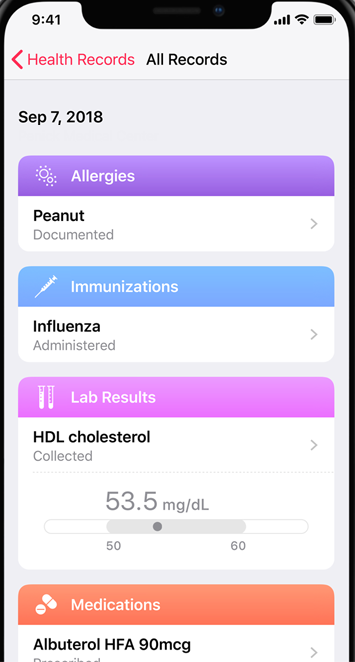 9:41
Health Records All Records
Sep 7, 2018
Allergies
Peanut
Documented
Immunizations
Influenza
Administered
Lab Results
HDL cholesterol
Collected
53.5 mg/dL
50 60
Medications
Albuterol HFA 90mcg
Prescribed